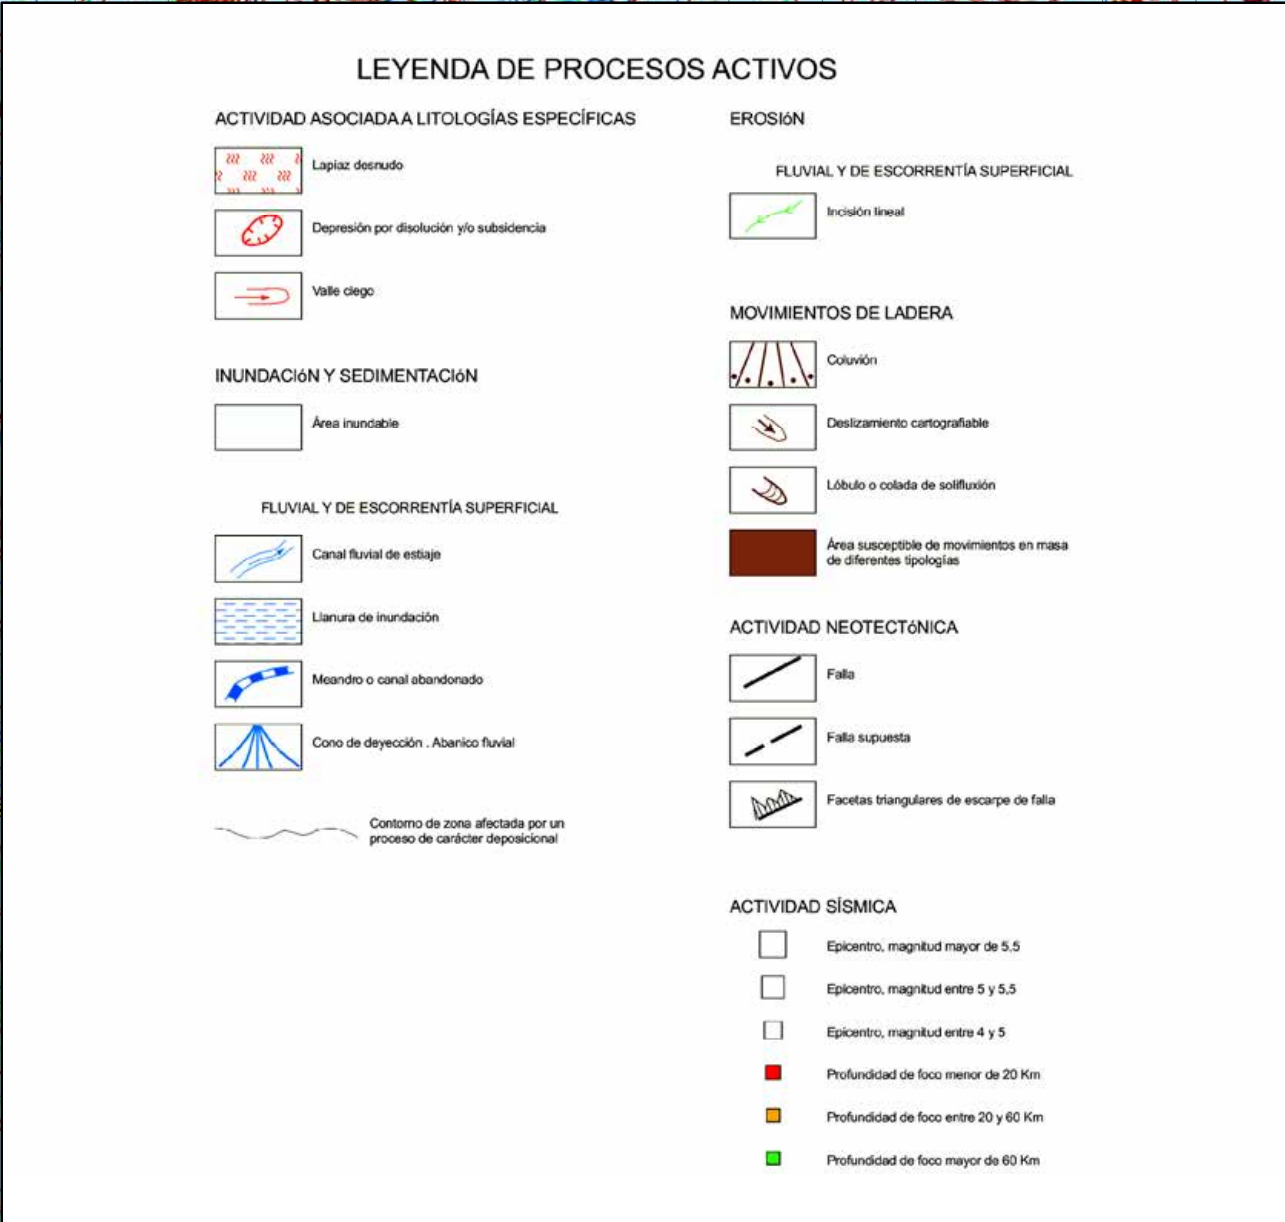 LEYENDA DE PROCESOS ACTIVOS
ACTIVIDAD ASOCIADA A LITOLOGÍAS ESPECÍFICAS
Lapiaz desnudo
Depresión por disolución y/o subsidencia
Valle ciego
INUNDACIóN Y SEDIMENTACIóN
Área inundable
FLUVIAL Y DE ESCORRENTÍA SUPERFICIAL
Canal fluvial de estiaje
Llanura de inundación
Meandro o canal abandonado
Cono de deyección . Abanico fluvial
Contorno de zona afectada por un
proceso de carácter deposicional
EROSIóN
FLUVIAL Y DE ESCORRENTÍA SUPERFICIAL
Incisión lineal
MOVIMIENTOS DE LADERA
Coluvión
Deslizamiento cartografiable
Lóbulo o colada de solifluxión
Área susceptible de movimientos en masa
de diferentes tipologías
ACTIVIDAD NEOTECTóNICA
Falla
Falla supuesta
Facetas triangulares de escarpe de falla
ACTIVIDAD SÍSMICA
Epicentro, magnitud mayor de 5,5
Epicentro, magnitud entre 5 y 5,5
Epicentro, magnitud entre 4 y 5
Profundidad de foco menor de 20 Km
Profundidad de foco entre 20 y 60 Km
Profundidad de foco mayor de 60 Km